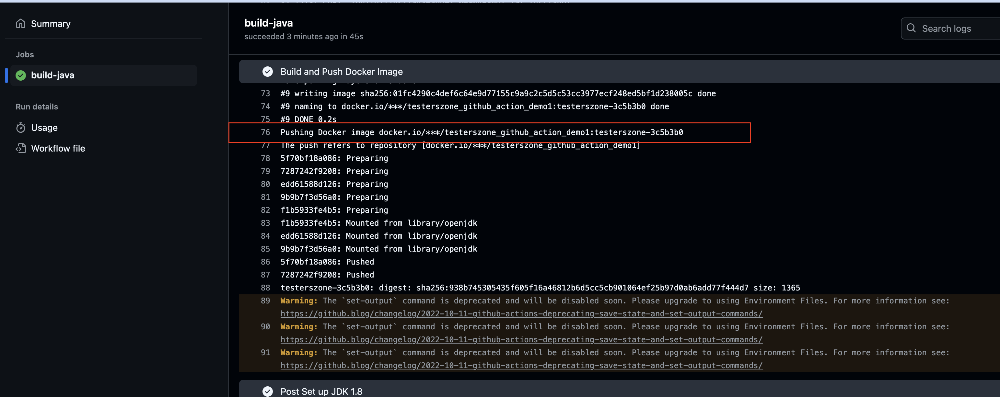 Summary
Jobs
build-java
Run details
Usage
Workflow file
build-java
succeeded 3 minutes ago in 45s
Search logs
Build and Push Docker Image
73 #9 writing image sha256:01fc4290c4def6c64e9d77155c9a9c2c5d5c53cc3977ecf248ed5bf1d238005c done
74 #9 naming to docker.io/***/testerszone_github_action_demo1:testerszone-3c5b3b0 done
75 #9 DONE 0.2s
76 Pushing Docker image docker.io/***/testerszone_github_action_demo1:testerszone-3c5b3b0
77 The push refers to repository [docker.io/***/testerszone_github_action_demo1]
78 5f70bf18a086: Preparing
79 7287242f9208: Preparing
80 edd61588d126: Preparing
81 9b9b7f3d56a0: Preparing
82 f1b5933fe4b5: Preparing
83 f1b5933fe4b5: Mounted from library/openjdk
84 edd61588d126: Mounted from library/openjdk
85 9b9b7f3d56a0: Mounted from library/openjdk
86 5f70bf18a086: Pushed
87 7287242f9208: Pushed
88 testerszone-3c5b3b0: digest: sha256:938b745305435f605f16a46812b6d5cc5cb901064ef25b97d0ab6add77f444d7 size: 1365
89 Warning: The `set-output` command is deprecated and will be disabled soon. Please upgrade to using Environment Files. For more information see:
https://github.blog/changelog/2022-10-11-github-actions-deprecating-save-state-and-set-output-commands/
90 Warning: The `set-output` command is deprecated and will be disabled soon. Please upgrade to using Environment Files. For more information see:
https://github.blog/changelog/2022-10-11-github-actions-deprecating-save-state-and-set-output-commands/
91 Warning: The `set-output` command is deprecated and will be disabled soon. Please upgrade to using Environment Files. For more information see:
https://github.blog/changelog/2022-10-11-github-actions-deprecating-save-state-and-set-output-commands/
Post Set up JDK 1.8